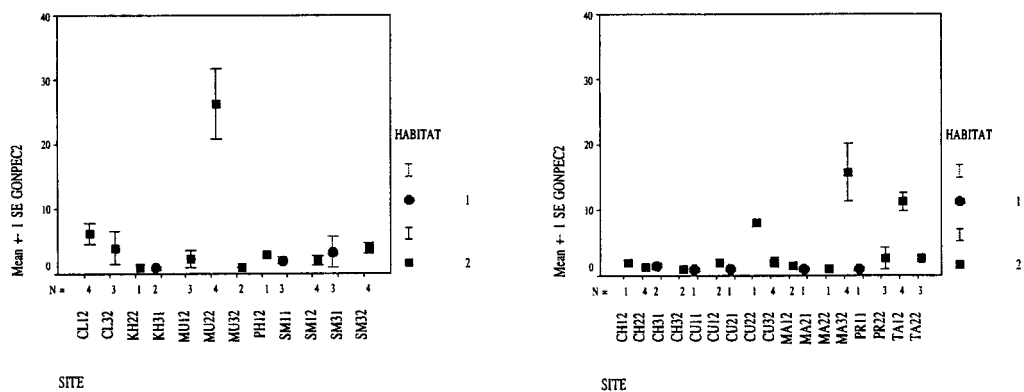 40
30
20
10
0
Mean +- 1 SE GONPEC2
N = 4 3 1 2 3 4 2 1 3 4 3 4
CL12 CL32 KH22 KH31 MU12 MU22 MU32 PH12 SM11 SM12 SM31 SM32
SITE
HABITAT
1
2
40
30
20
10
0
Mean +- 1 SE GONPEC2
N = 1 4 2 2 1 2 1 1 4 2 1 1 4 1 3 4 3
CH12 CH22 CH31 CH32 CU11 CU12 CU21 CU22 CU32 MA12 MA21 MA22 MA32 PR11 PR22 TA12 TA22
SITE
HABITAT
1
2